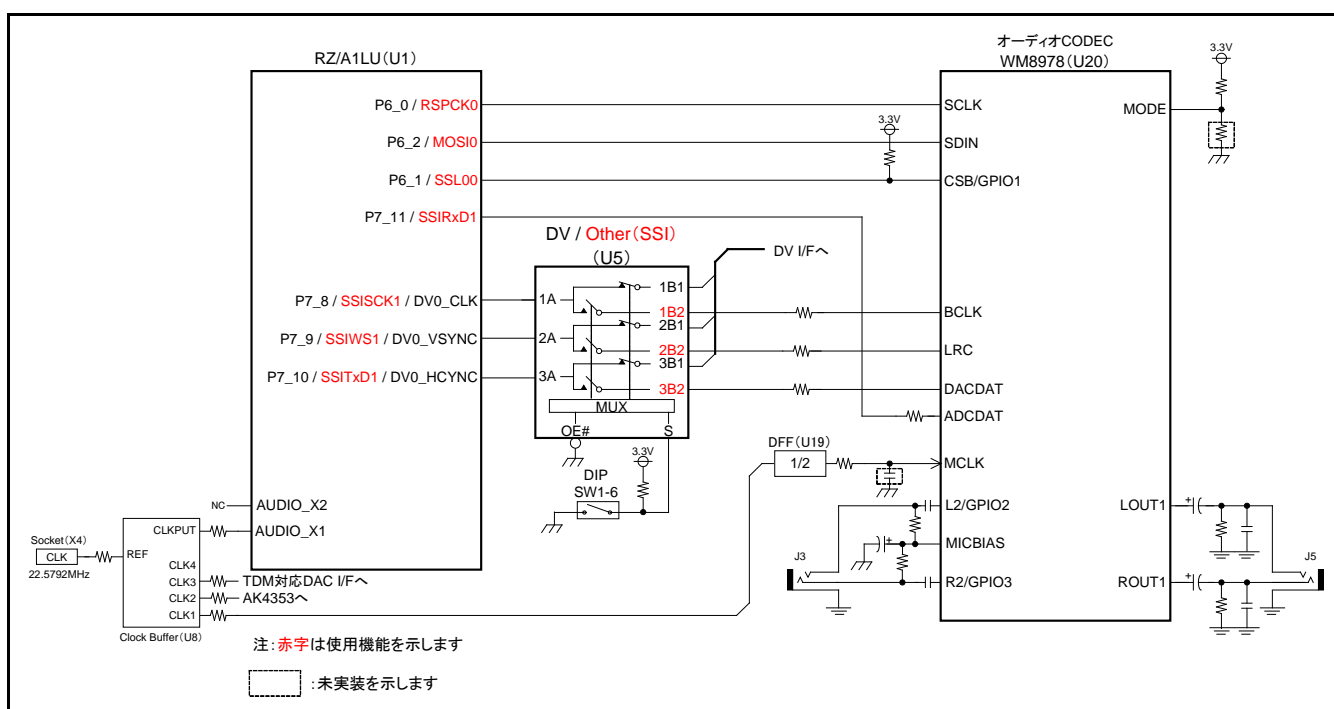 RZ/A1LU(U1)
オーディオCODEC
WM8978(U20)
3.3V
P6_0 / RSPCK0
SCLK
MODE
3.3V
P6_2 / MOSI0
SDIN
P6_1 / SSL00
CSB/GPIO1
P7_11 / SSIRxD1
DV / Other(SSI)
(U5)
DV I/Fへ
P7_8 / SSISCK1 / DV0_CLK
1A
1B1
1B2
BCLK
P7_9 / SSIWS1 / DV0_VSYNC
2A
2B1
2B2
LRC
P7_10 / SSITxD1 / DV0_HCYNC
3A
3B1
3B2
DACDAT
MUX
ADCDAT
OE#
S
DFF(U19)
1/2
MCLK
3.3V
DIP
SW1-6
NC
AUDIO_X2
L2/GPIO2
LOUT1
CLKPUT
AUDIO_X1
Socket(X4)
CLK
22.5792MHz
REF
MICBIAS
J3
J5
CLK4
CLK3
TDM対応DAC I/Fへ
R2/GPIO3
ROUT1
CLK2
AK4353へ
CLK1
Clock Buffer(U8)
注:赤字は使用機能を示します
:未実装を示します